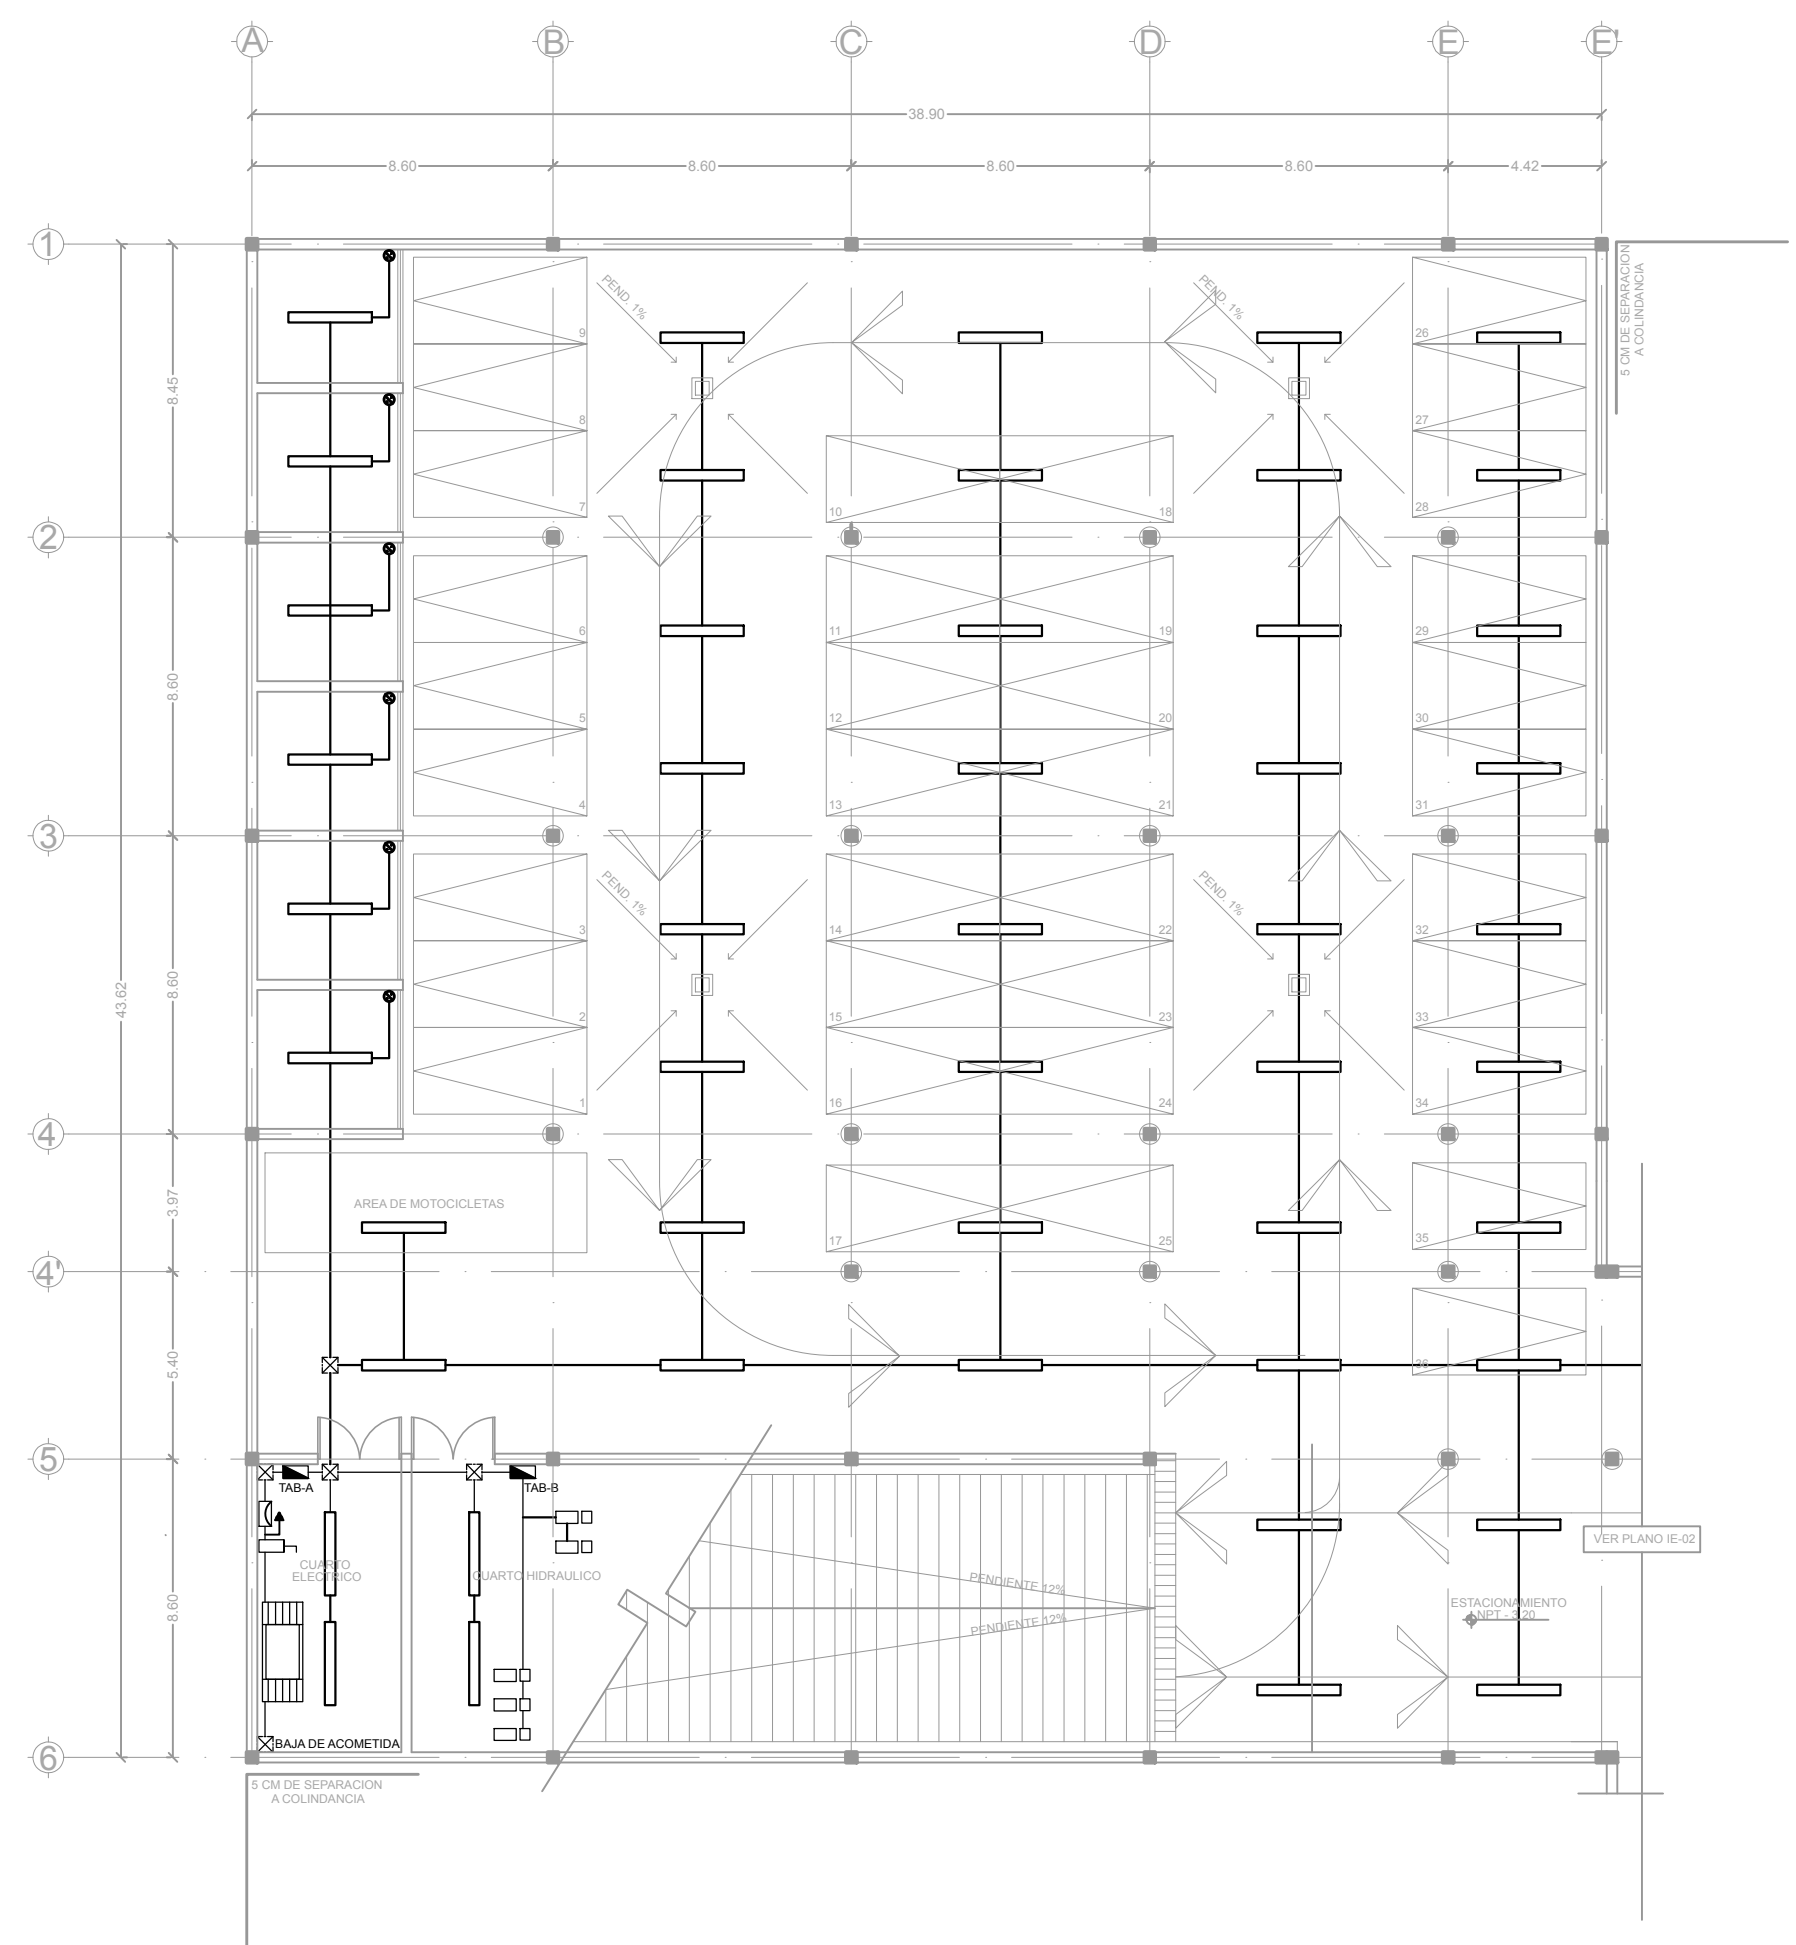 A
B
C
D
E
E'
38.90
8.60
8.60
8.60
8.60
4.42
1
2
3
4
4'
5
6
43.62
8.45
8.60
8.60
3.97
5.40
8.60
5 CM DE SEPARACION
A COLINDANCIA
PEND. 1%
PEND. 1%
9
26
8
27
7
10
18
28
6
11
19
29
5
12
20
30
4
13
21
31
PEND. 1%
PEND. 1%
3
14
22
32
2
15
23
33
1
16
24
34
AREA DE MOTOCICLETAS
17
25
35
36
TAB-A
TAB-B
VER PLANO IE-02
CUARTO
ELECTRICO
CUARTO HIDRAULICO
PENDIENTE 12%
PENDIENTE 12%
ESTACIONAMIENTO
NPT - 3.20
BAJA DE ACOMETIDA
5 CM DE SEPARACION
A COLINDANCIA